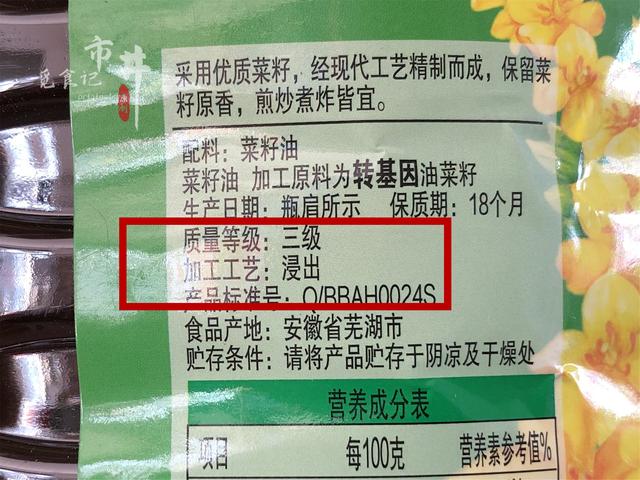 市井
觅食记
采用优质菜籽，经现代工艺精制而成，保留菜
籽原香，煎炒煮炸皆宜。
配料：菜籽油
菜籽油 加工原料为转基因油菜籽
生产日期：瓶肩所示 保质期：18个月
质量等级：三级
加工工艺：浸出
产品标准号：Q/BBAH0024S
食品产地：安徽省芜湖市
贮存条件：请将产品贮存于阴凉及干燥处
营养成分表
项目 每100克 营养素参考值%